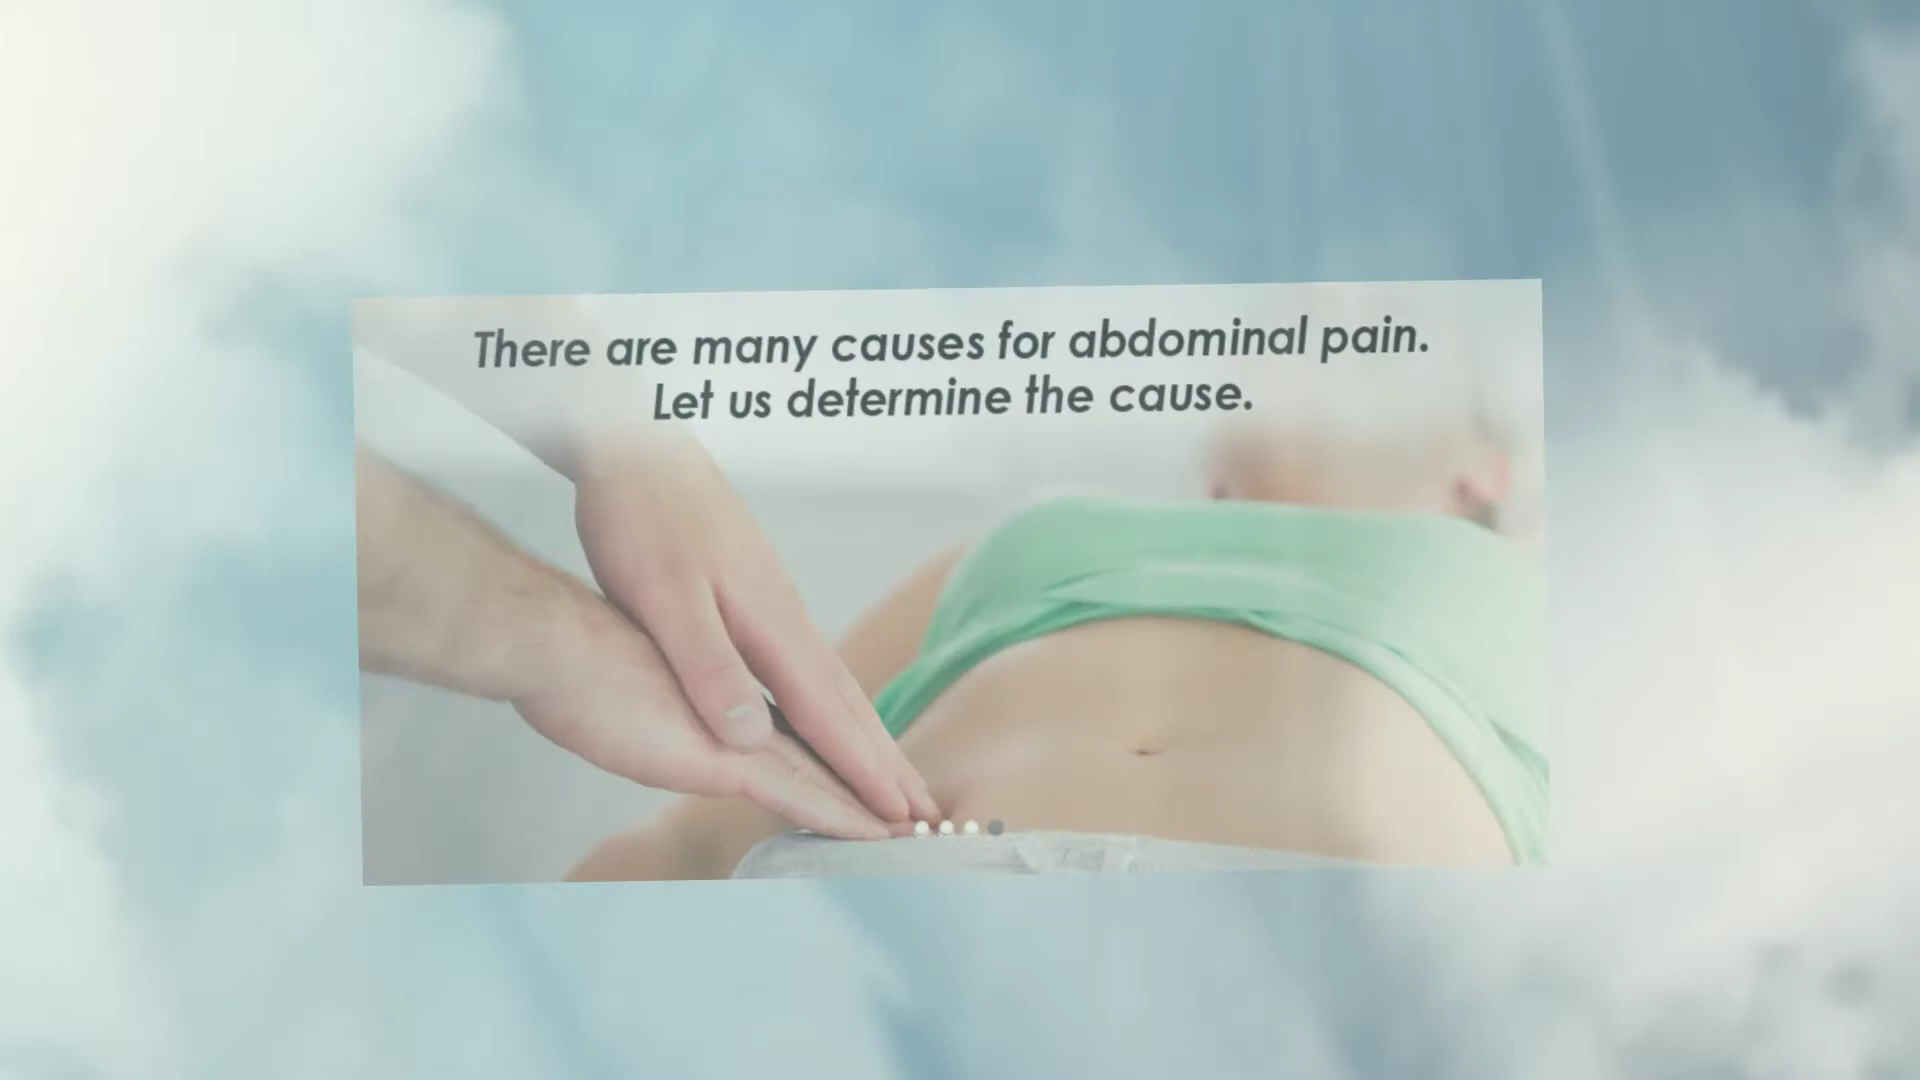 There are many causes for abdominal pain.
Let us determine the cause.